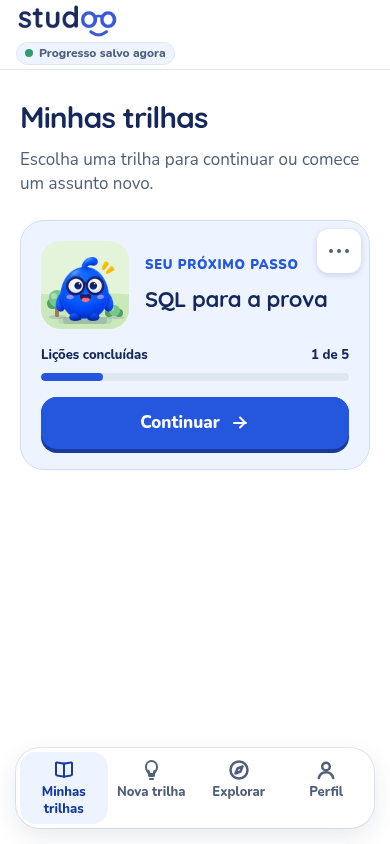 studoo
Progresso salvo agora
Minhas trilhas
Escolha uma trilha para continuar ou comece
um assunto novo.
SEU PRÓXIMO PASSO
SQL para a prova
Lições concluídas
1 de 5
Continuar →
Minhas
trilhas
Nova trilha
Explorar
Perfil